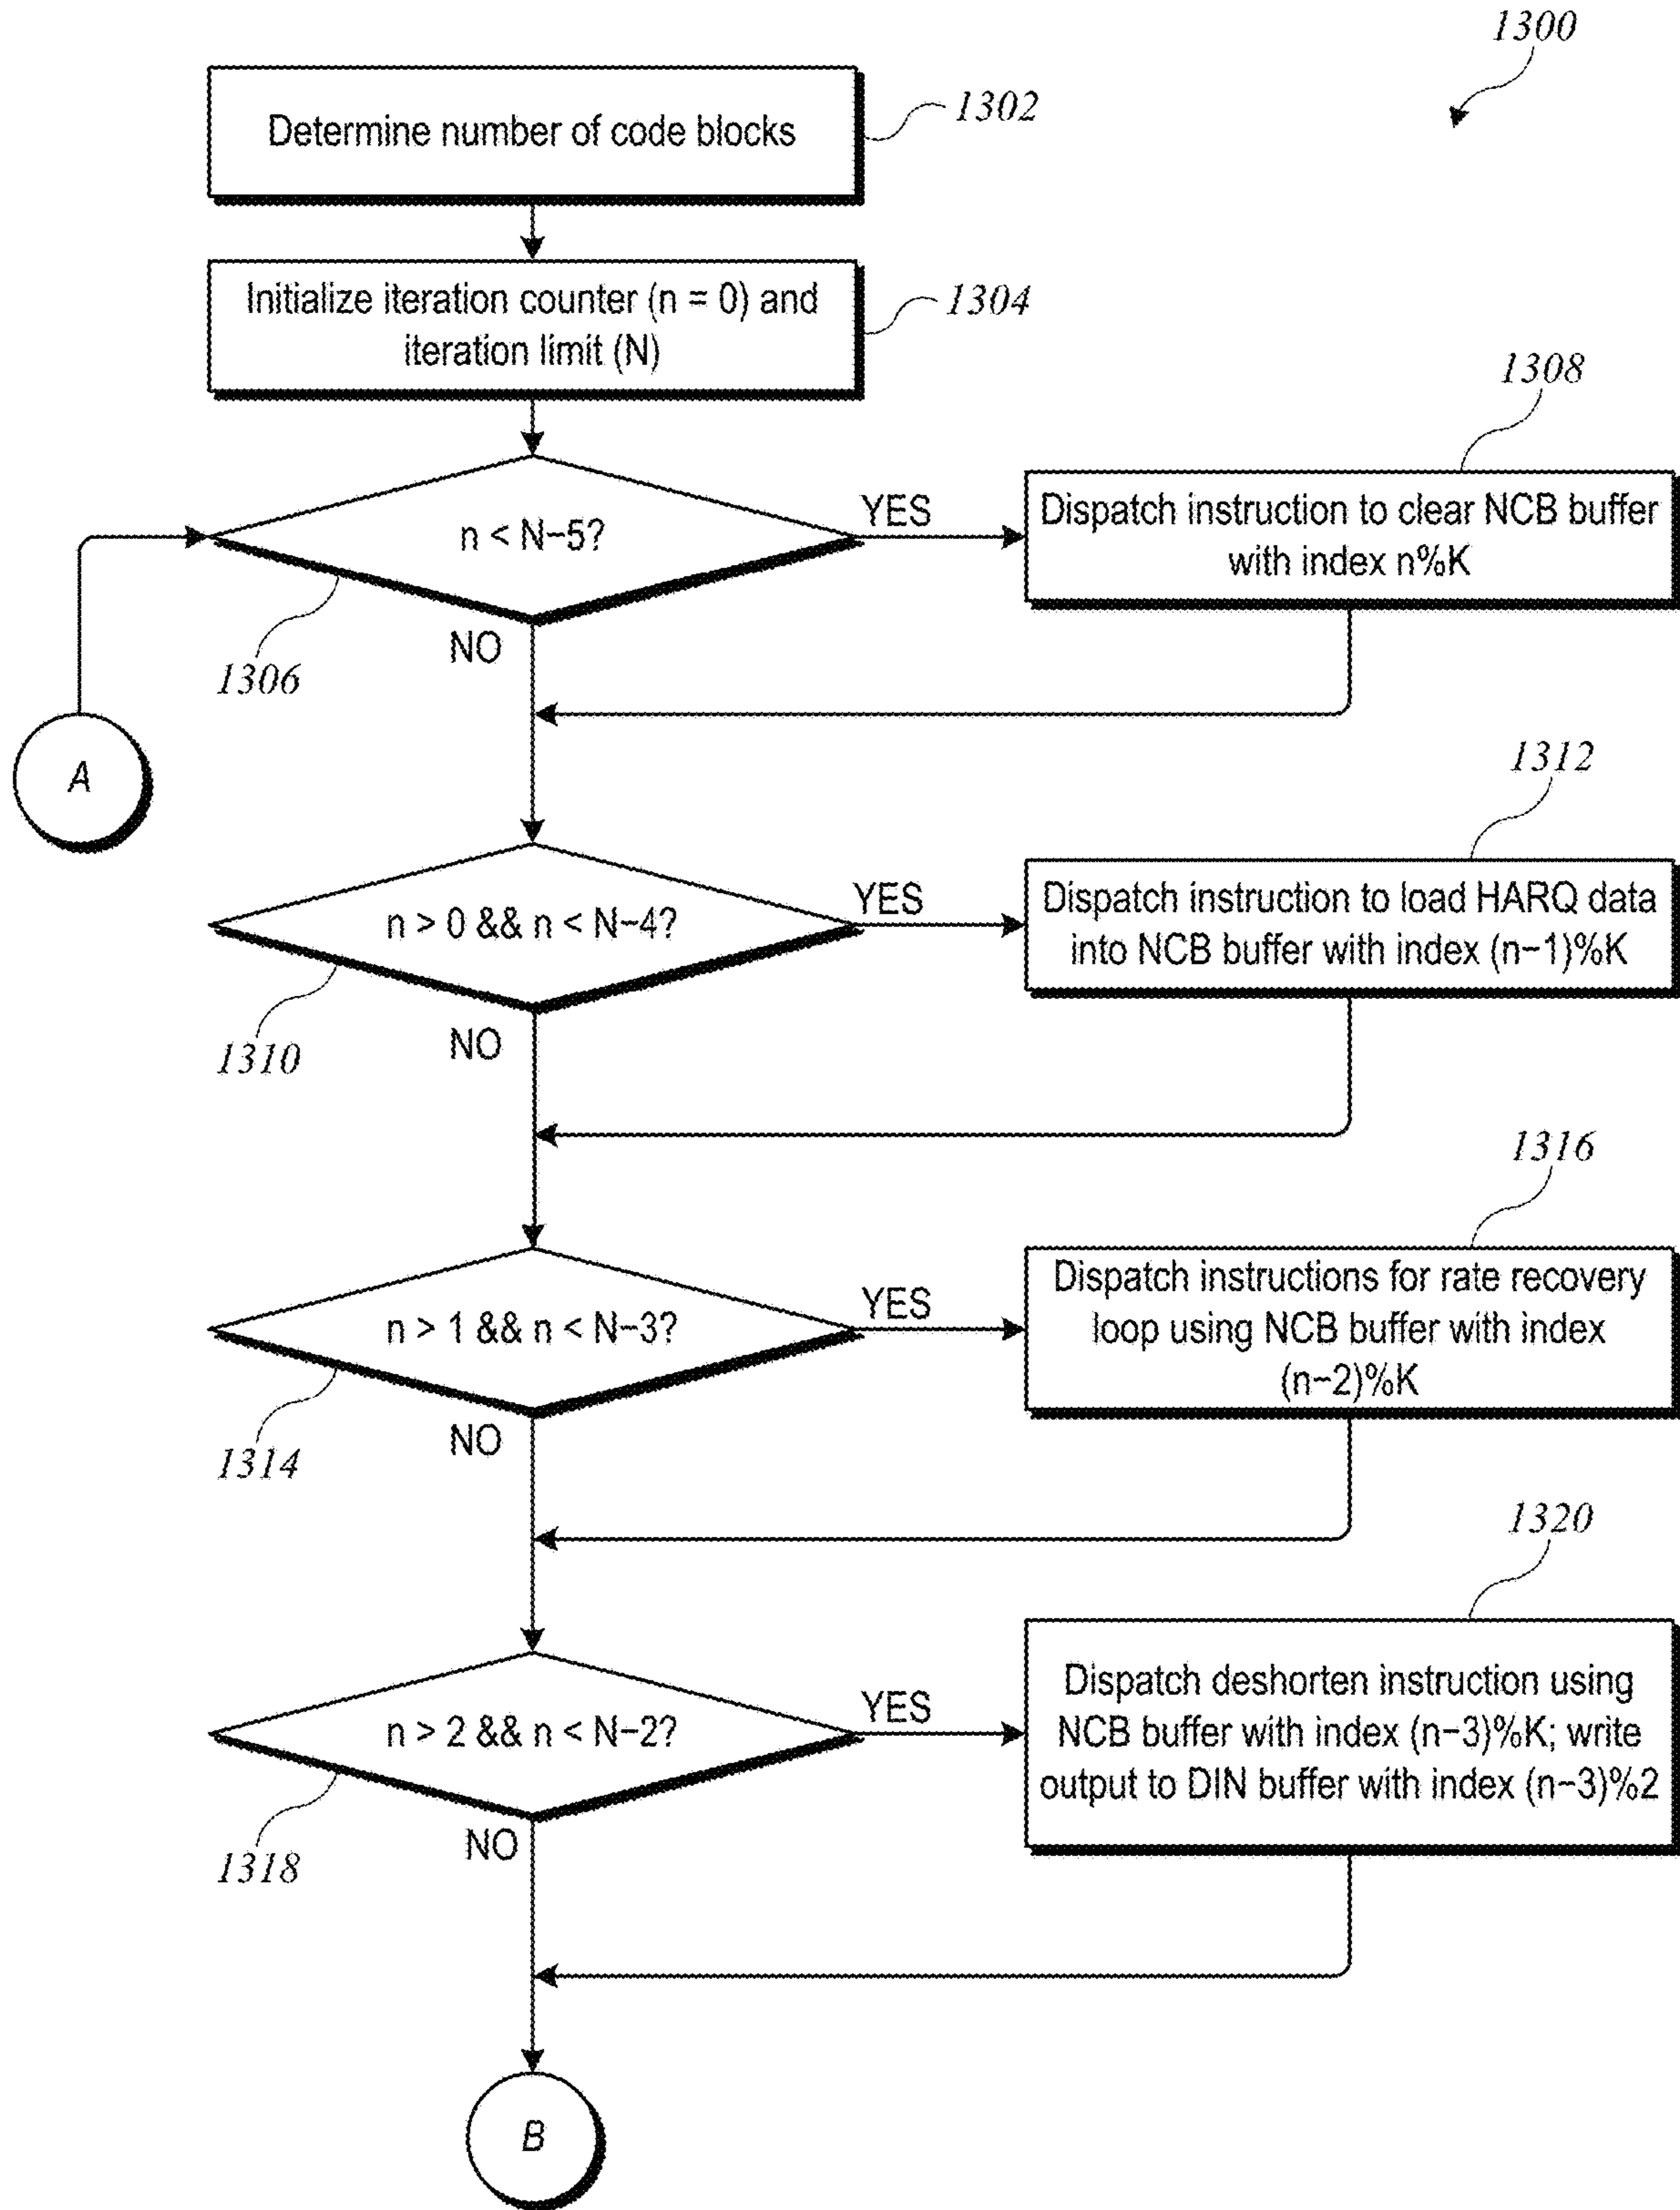 1300
Determine number of code blocks
1302
Initialize iteration counter (n = 0) and
iteration limit (N)
1304
n < N−5?
YES
NO
1306
Dispatch instruction to clear NCB buffer
with index n%K
1308
A
n > 0 && n < N−4?
YES
NO
1310
Dispatch instruction to load HARQ data
into NCB buffer with index (n−1)%K
1312
n > 1 && n < N−3?
YES
NO
1314
Dispatch instructions for rate recovery
loop using NCB buffer with index
(n−2)%K
1316
n > 2 && n < N−2?
YES
NO
1318
Dispatch deshorten instruction using
NCB buffer with index (n−3)%K; write
output to DIN buffer with index (n−3)%2
1320
B